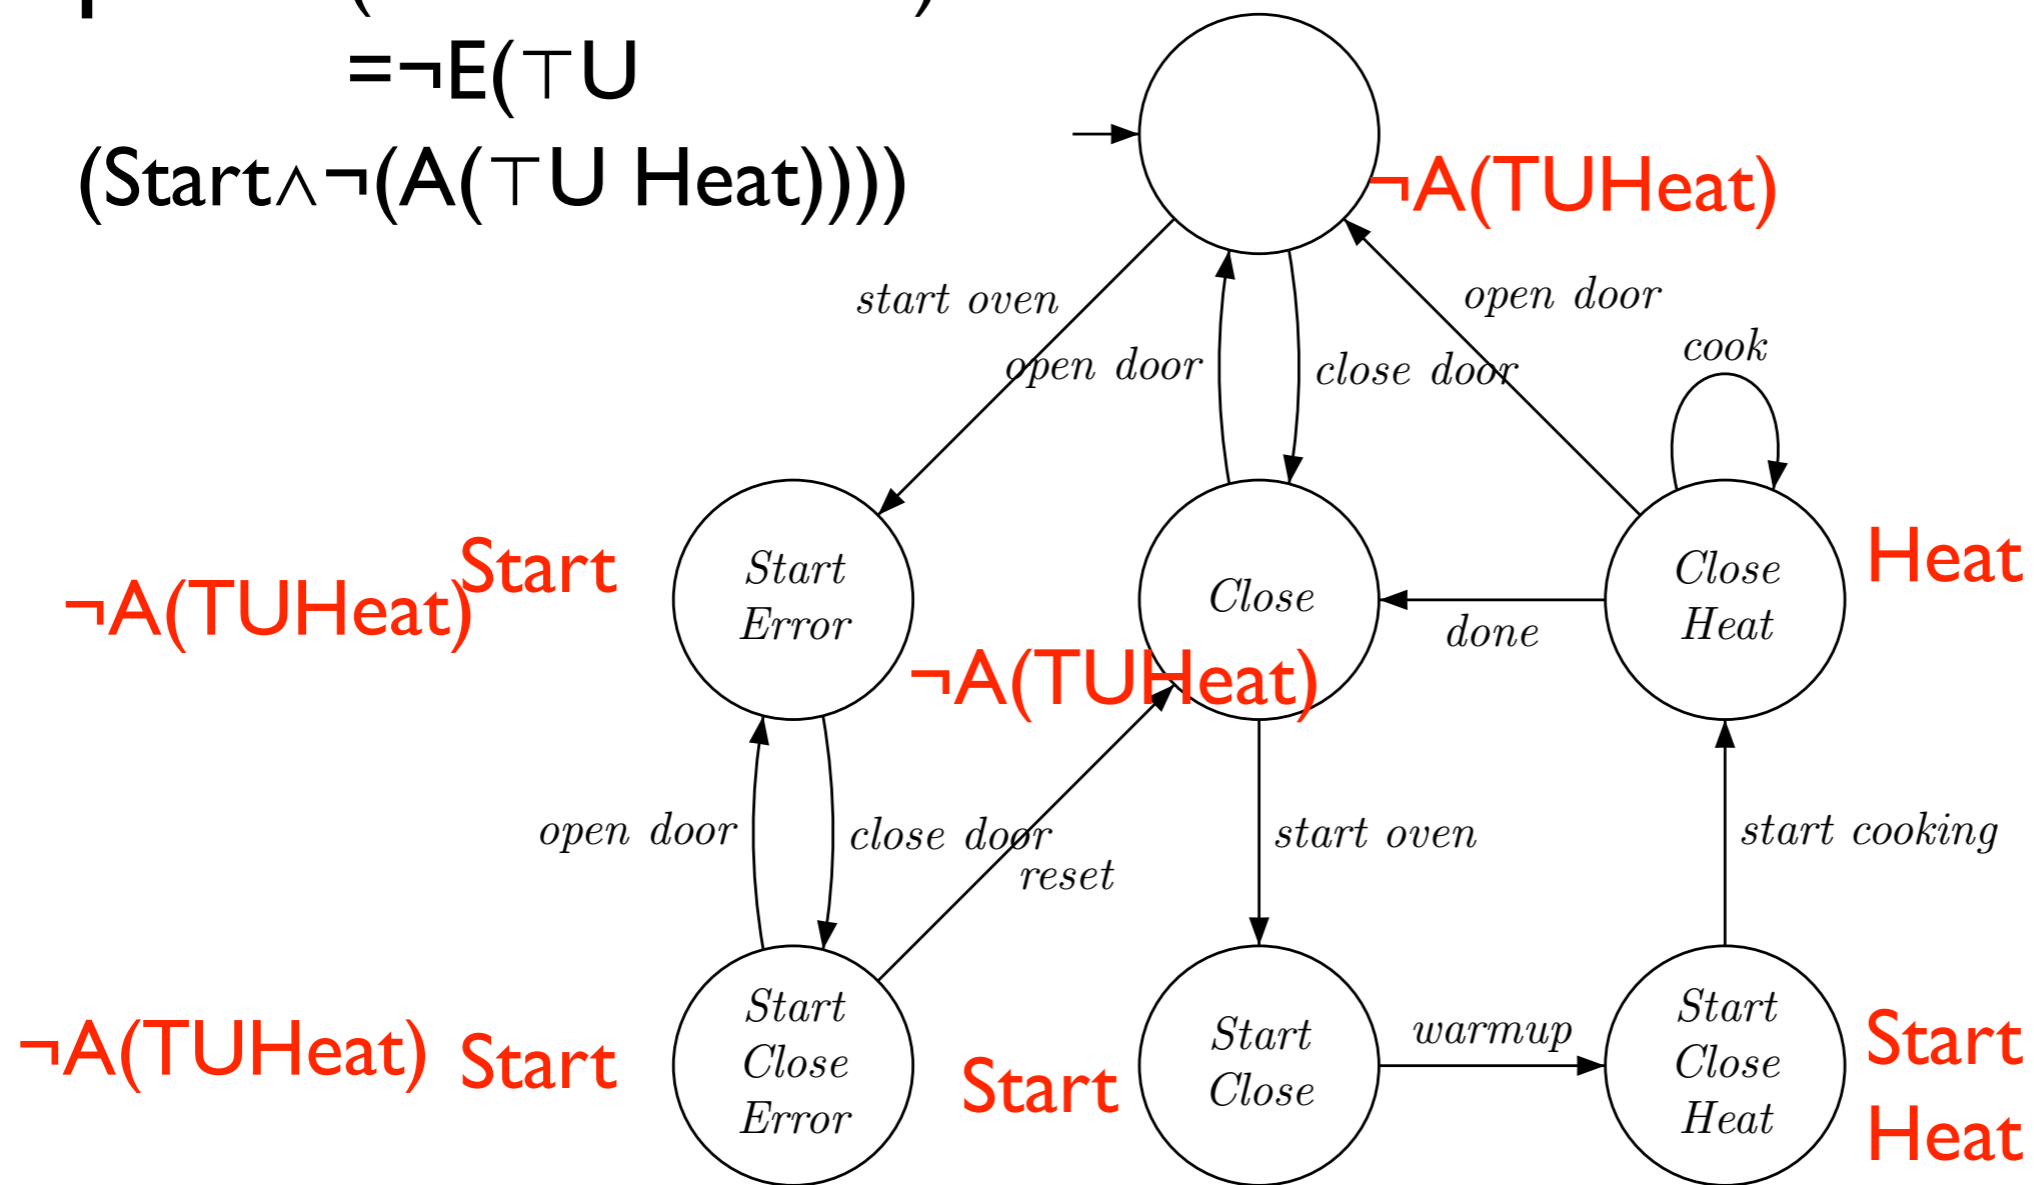 =¬E(⊤U
(Start∧¬(A(⊤U Heat))))
¬A(TUHeat)
start oven
open door
open door
close door
cook
Start
¬A(TUHeat)
Start
Error
Close
¬A(TUHeat)
Close
Heat
Heat
done
open door
close door
reset
start oven
start cooking
¬A(TUHeat)
Start
Start
Close
Error
Start
Start
Close
warmup
Start
Close
Heat
Start
Heat